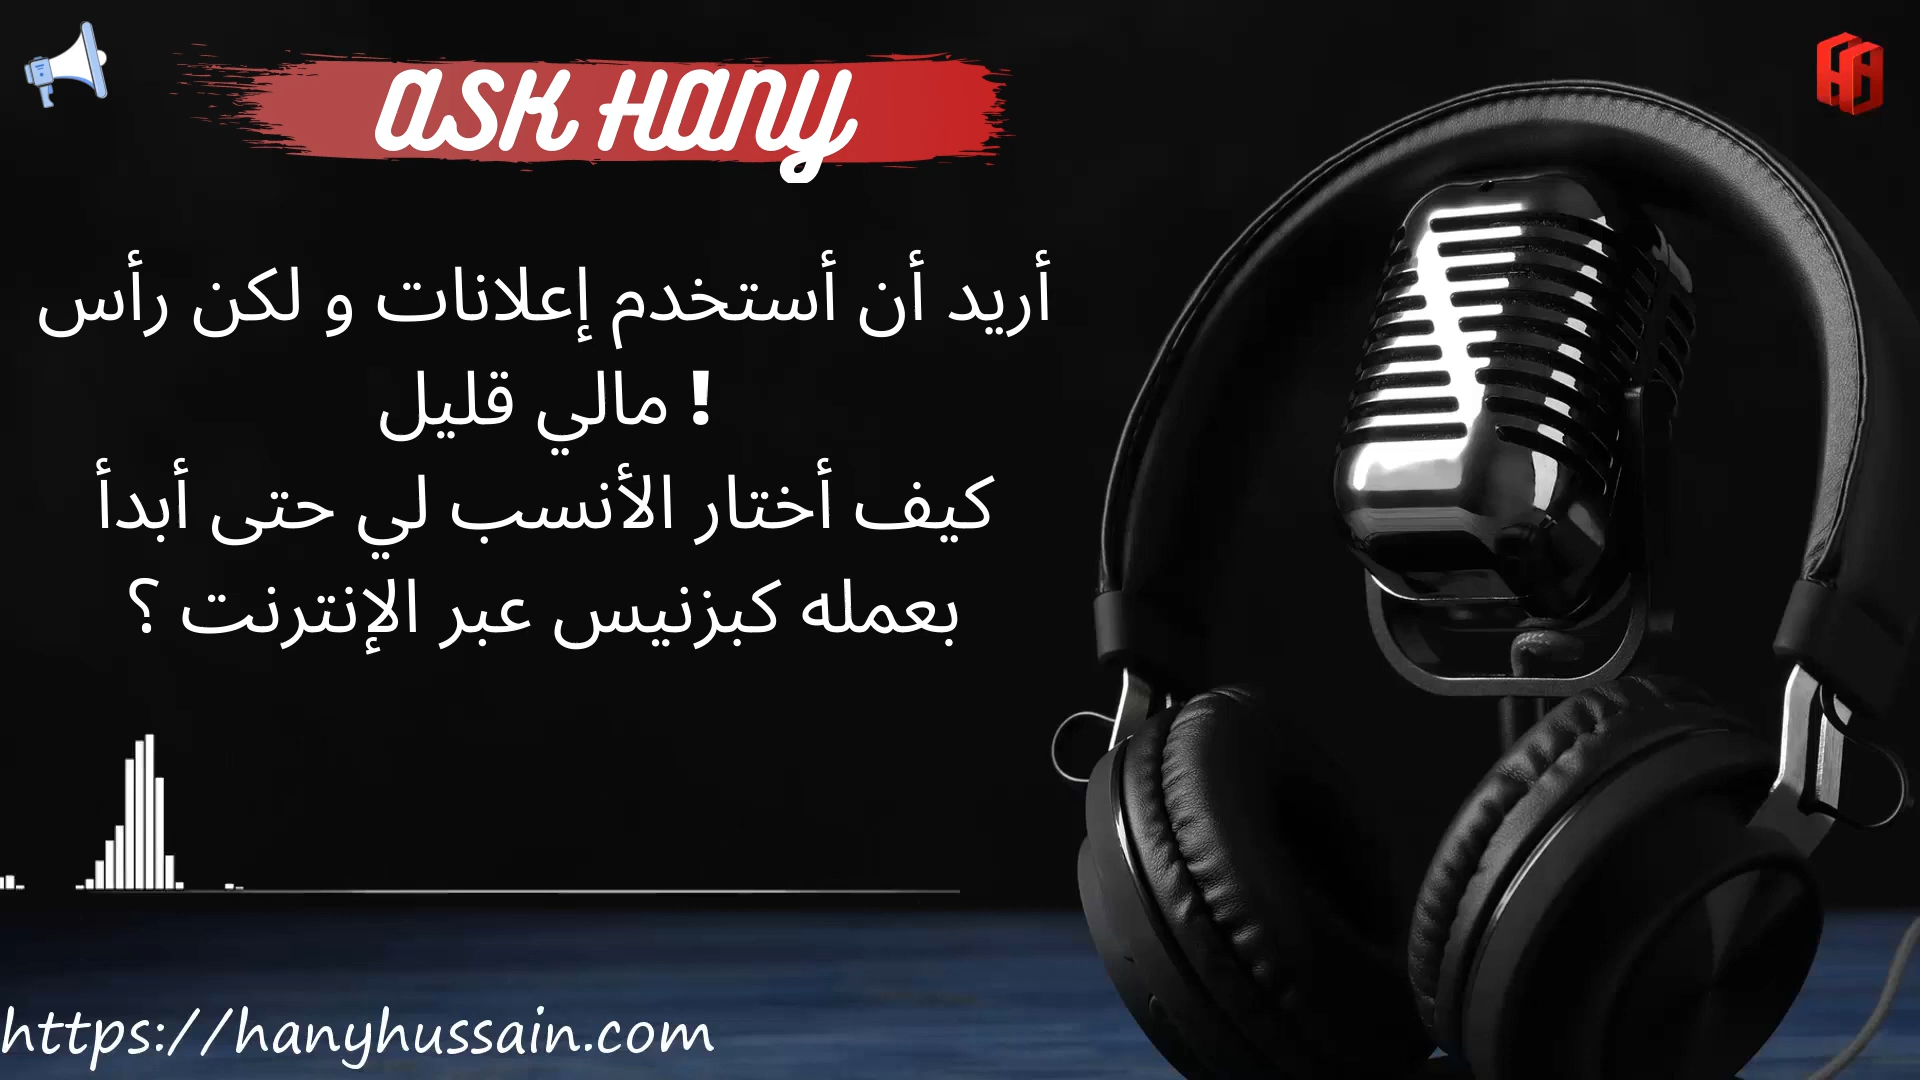 ASK HANY
أريد أن أستخدم إعلانات و لكن رأس
مالي قليل !
كيف أختار الأنسب لي حتى أبدأ
بعمله كبزنيس عبر الإنترنت ؟
https://hanyhussain.com